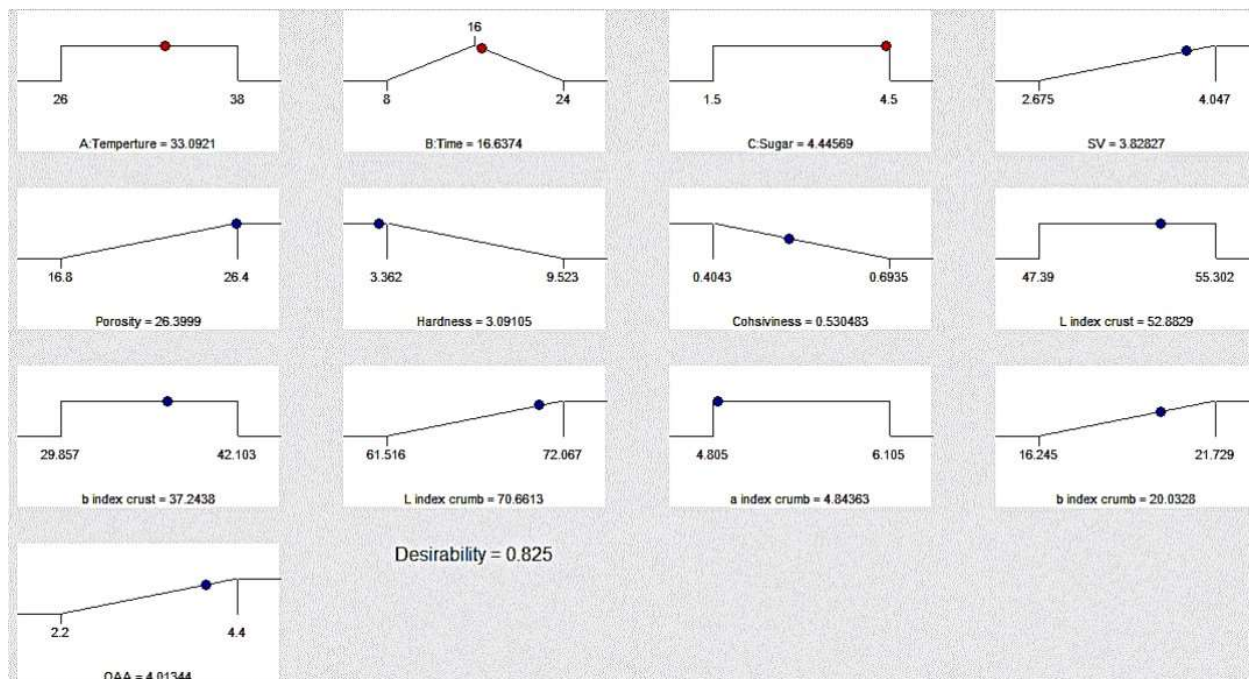 16
26 38
8 24
1.5 4.5
2.675 4.047
A:Temperture = 33.0921
B:Time = 16.6374
C:Sugar = 4.44569
SV = 3.82827
16.8 26.4
3.362 9.523
0.4043 0.6935
47.39 55.302
Porosity = 26.3999
Hardness = 3.09105
Cohsiviness = 0.530483
L index crust = 52.8829
29.857 42.103
61.516 72.067
4.805 6.105
16.245 21.729
b index crust = 37.2438
L index crumb = 70.6613
a index crumb = 4.84363
b index crumb = 20.0328
Desirability = 0.825
2.2 4.4
OAA = 4.01344